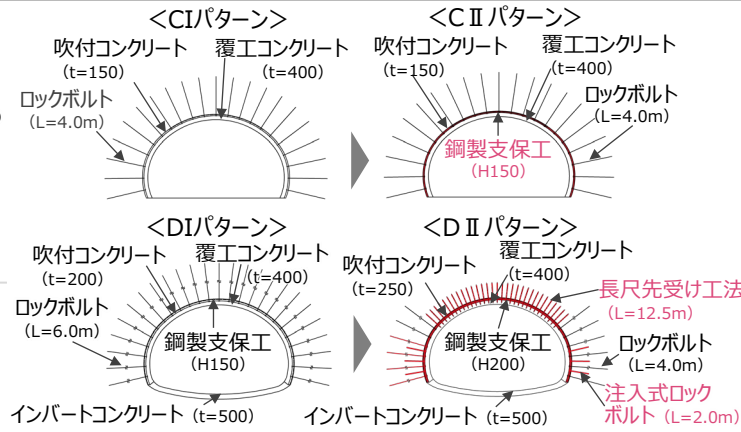 <CIパターン>
吹付コンクリート
(t=150)
覆工コンクリート
(t=400)
ロックボルト
(L=4.0m)
<CⅡパターン>
吹付コンクリート
(t=150)
覆工コンクリート
(t=400)
ロックボルト
(L=4.0m)
鋼製支保工
(H150)
<DIパターン>
吹付コンクリート
(t=200)
覆工コンクリート
(t=400)
ロックボルト
(L=6.0m)
鋼製支保工
(H150)
インバートコンクリート (t=500)
<DⅡパターン>
吹付コンクリート
(t=250)
覆工コンクリート
(t=400)
長尺先受け工法
(L=12.5m)
鋼製支保工
(H200)
ロックボルト
(L=4.0m)
注入式ロック
ボルト (L=2.0m)
インバートコンクリート (t=500)